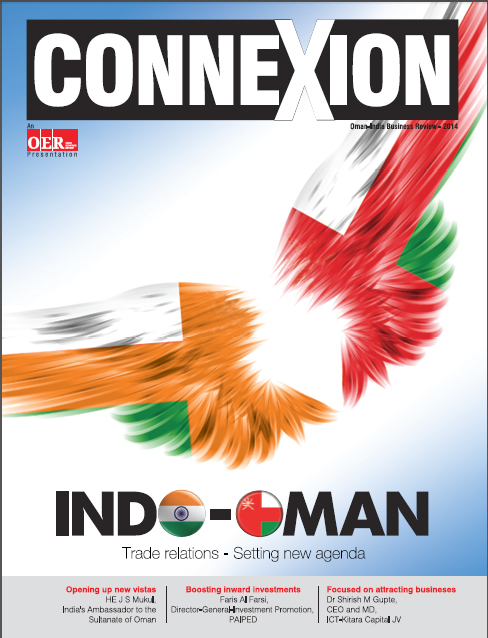 CONNEXION
An
OER
Presentation
Oman-India Business Review - 2014
INDO-OMAN
Trade relations - Setting new agenda
Opening up new vistas
HE J S Mukul,
India's Ambassador to the
Sultanate of Oman
Boosting inward investments
Faris Al Farsi,
Director-General-Investment Promotion,
PAIPED
Focused on attracting busineses
Dr Shirish M Gupte,
CEO and MD,
ICT-Kitara Capital JV